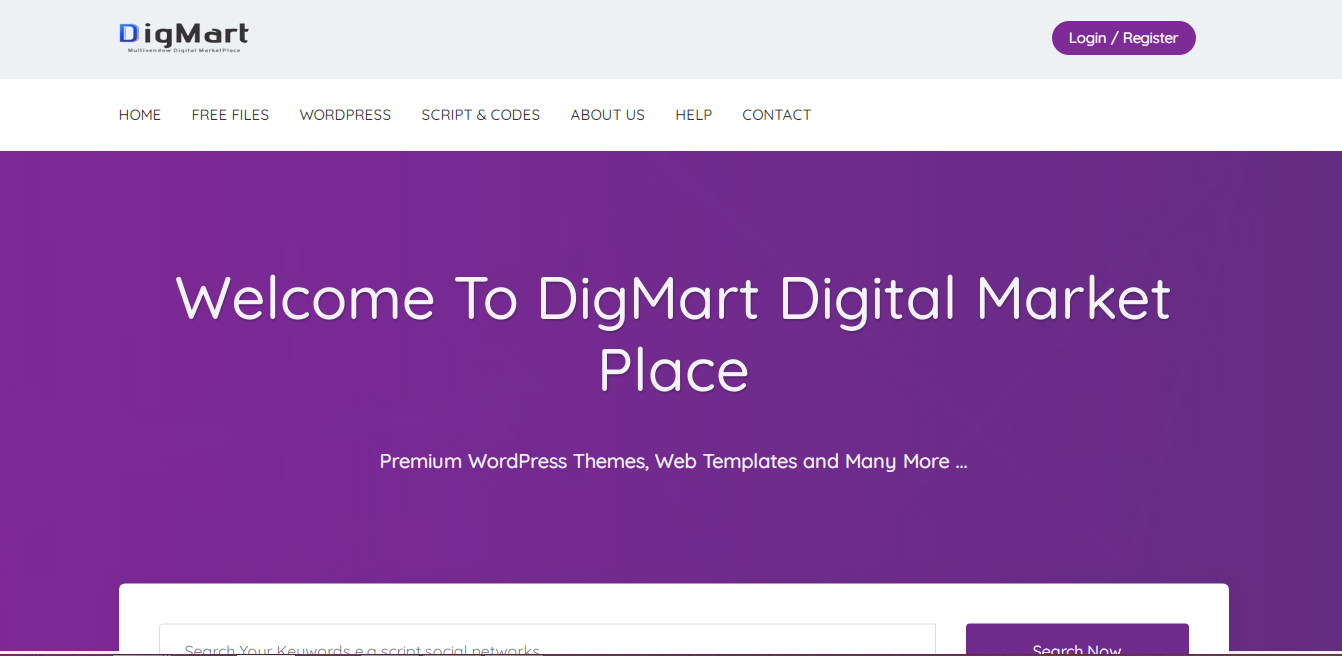 DigMart
Multivendow Digital MarketPlace
Login / Register
HOME FREE FILES WORDPRESS SCRIPT & CODES ABOUT US HELP CONTACT
Welcome To DigMart Digital Market
Place
Premium WordPress Themes, Web Templates and Many More ...
Search Your Keywords e.g script,social networks... Search Now